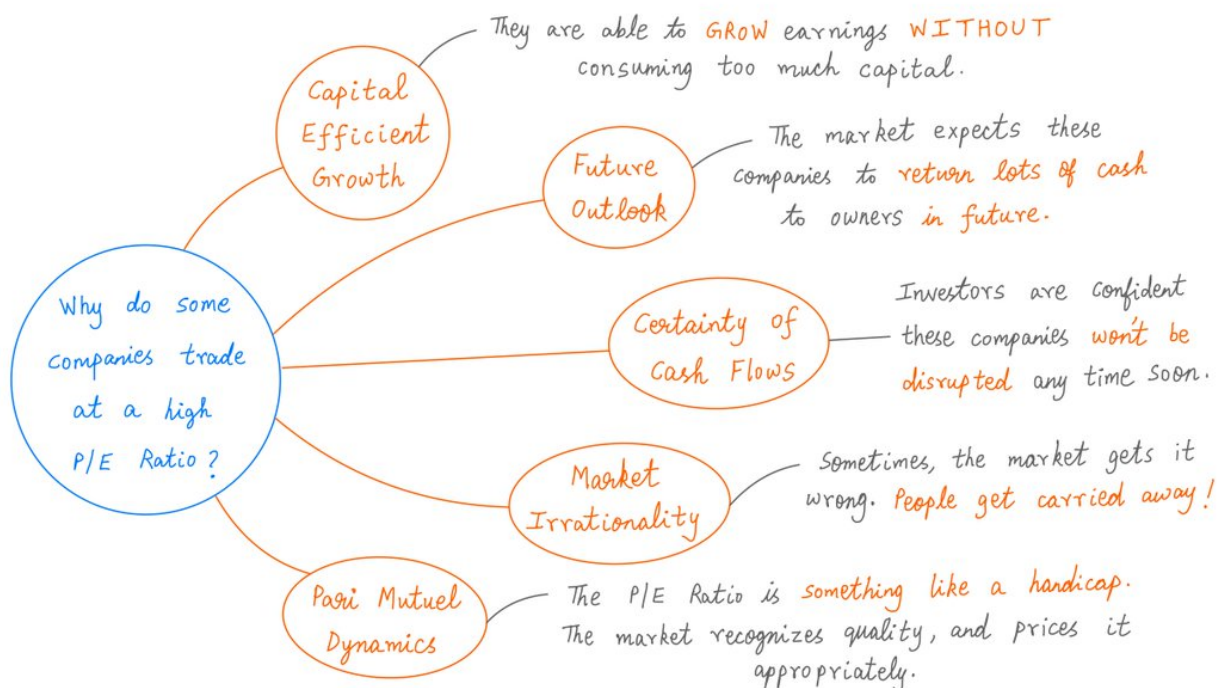 Why do some
companies trade
at a high
P/E Ratio?
Capital
Efficient
Growth
They are able to GROW earnings WITHOUT
consuming too much capital.
Future
Outlook
The market expects these
companies to return lots of cash
to owners in future.
Certainty of
Cash Flows
Investors are confident
these companies won't be
disrupted any time soon.
Market
Irrationality
Sometimes, the market gets it
wrong. People get carried away!
Pari Mutuel
Dynamics
The P/E Ratio is something like a handicap.
The market recognizes quality, and prices it
appropriately.